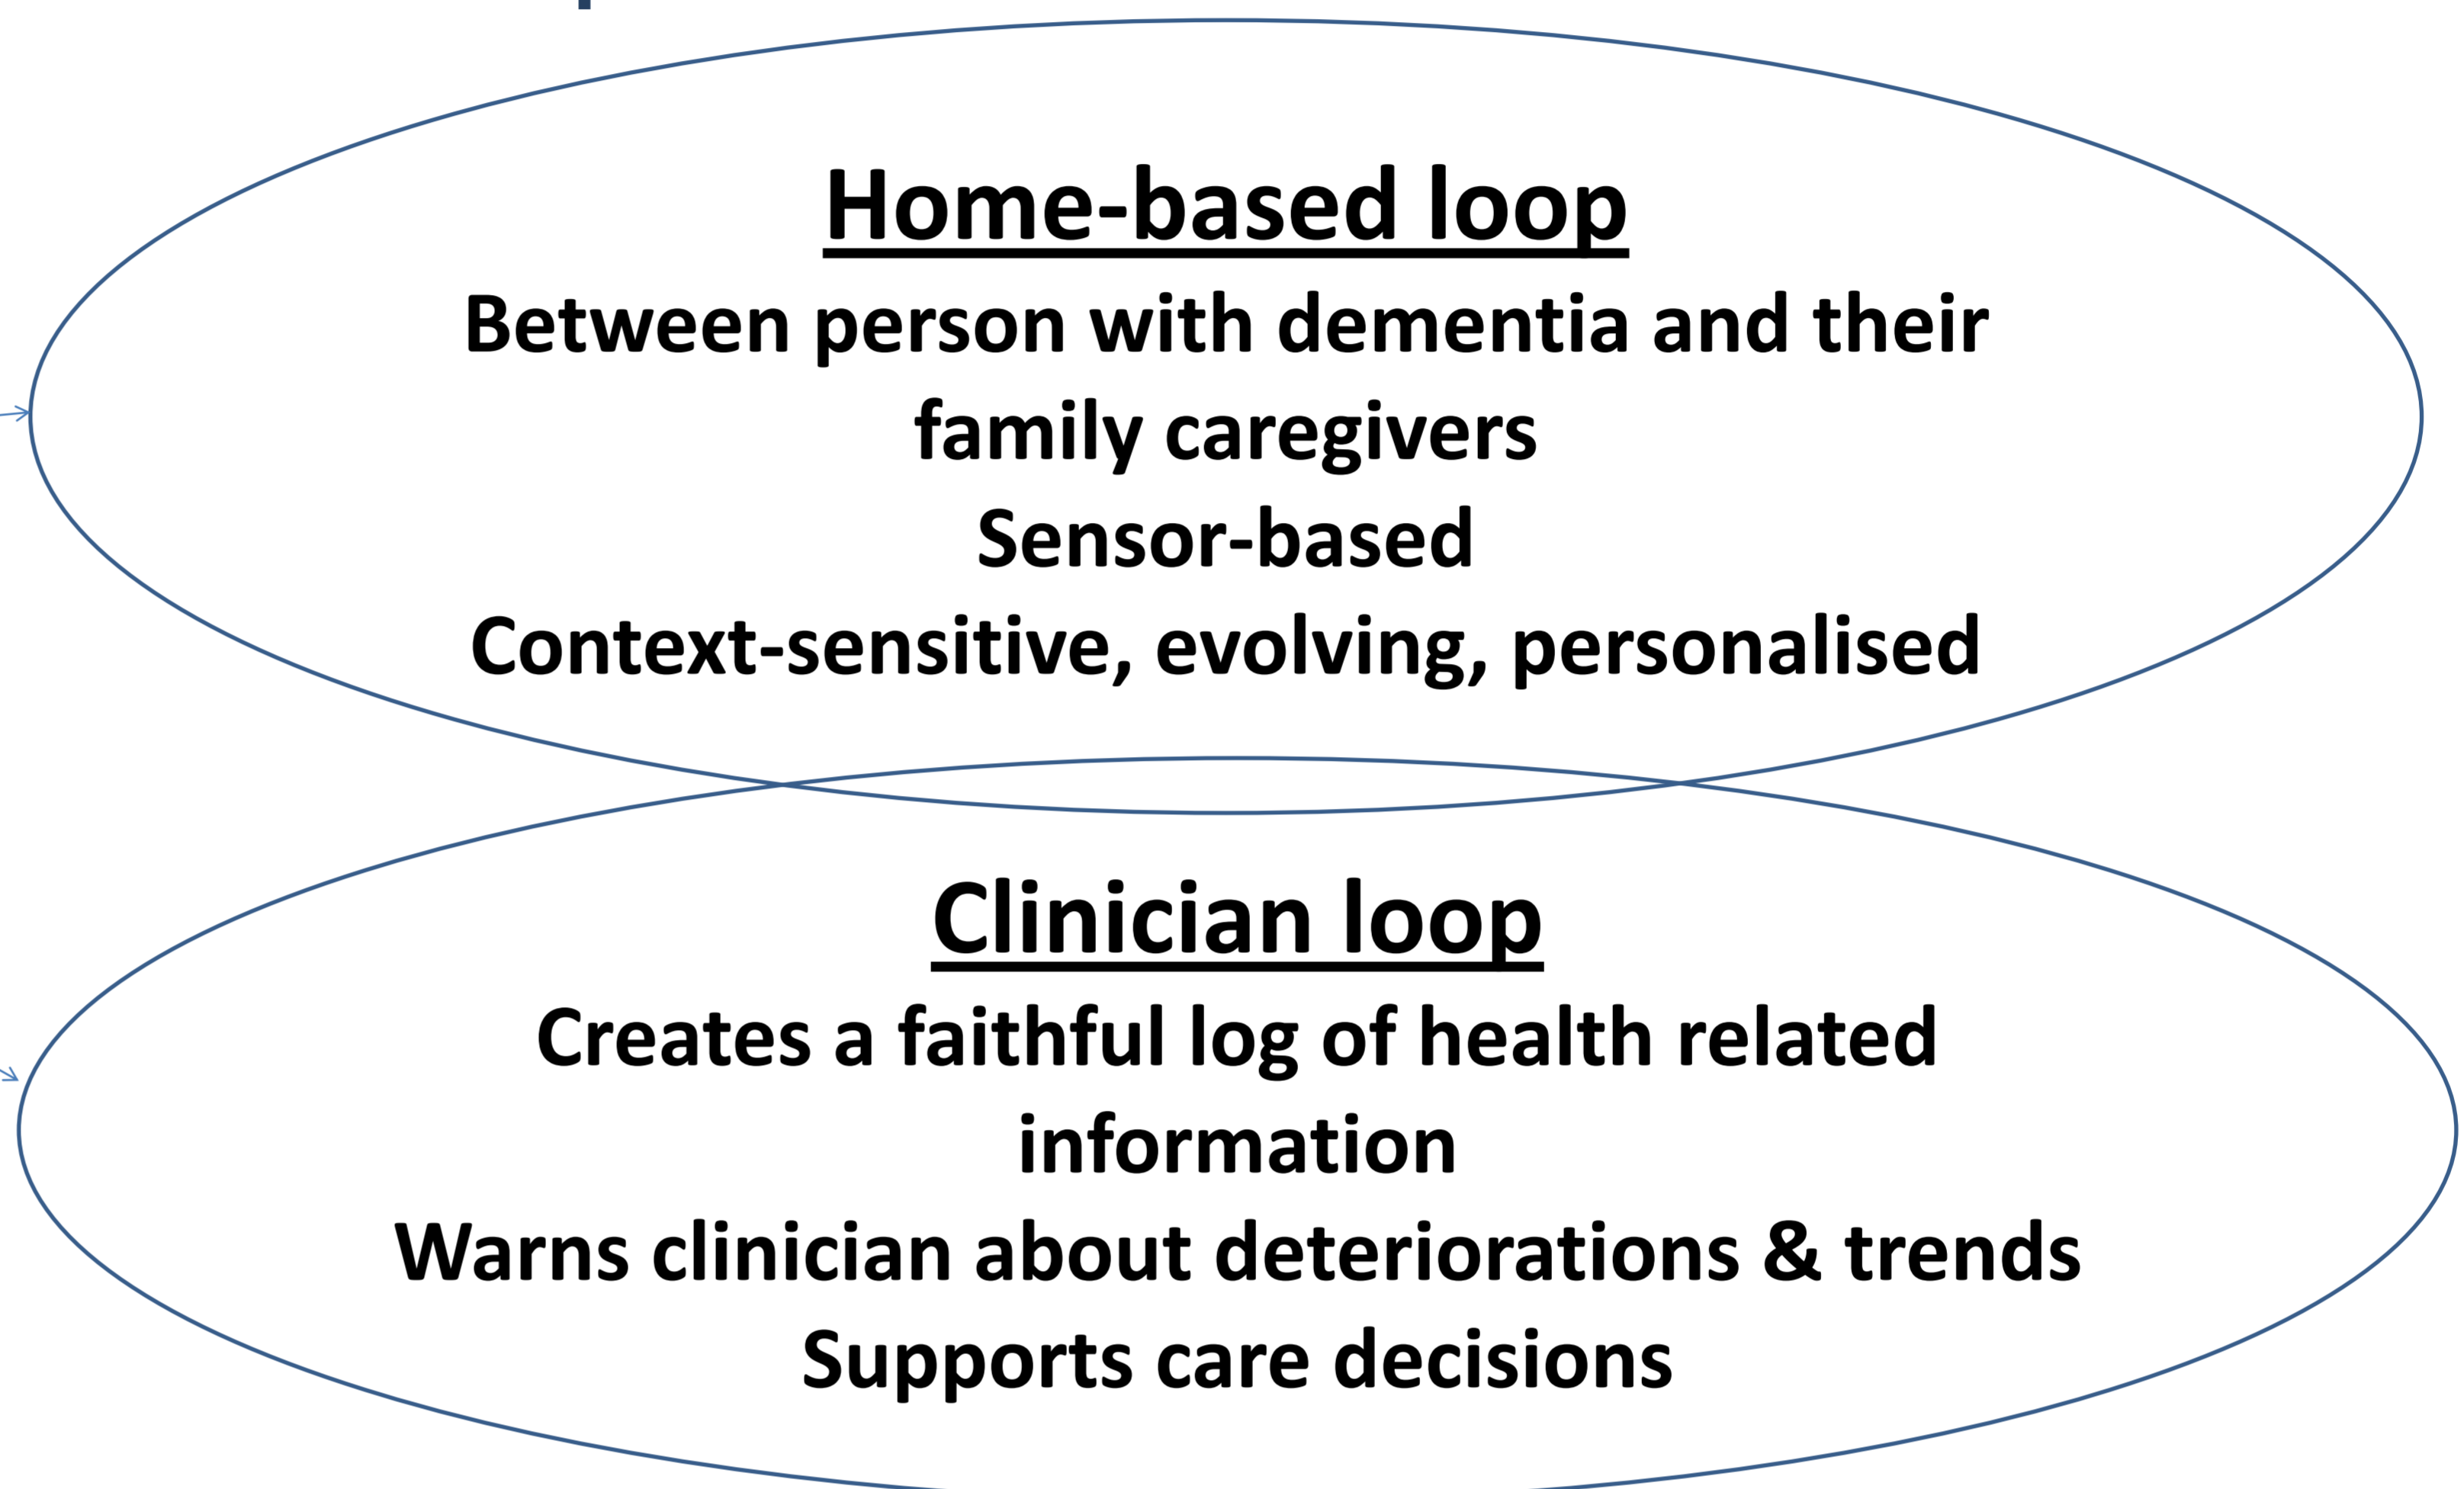 Home-based loop
Between person with dementia and their
family caregivers
Sensor-based
Context-sensitive, evolving, personalised
Clinician loop
Creates a faithful log of health related
information
Warns clinician about deteriorations & trends
Supports care decisions